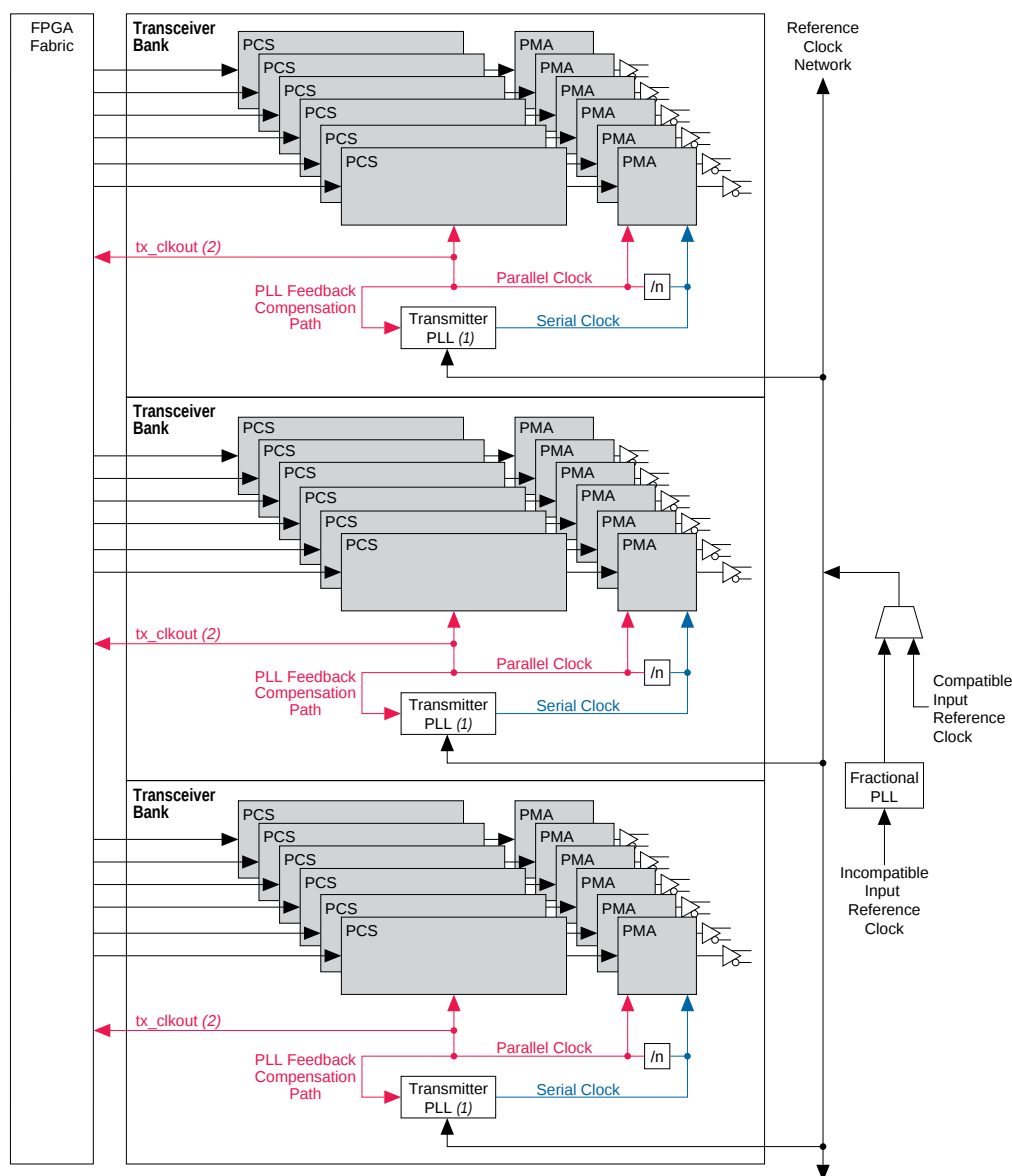 FPGA
Fabric
Transceiver
Bank
PCS
PCS
PCS
PCS
PCS
PCS
PMA
PMA
PMA
PMA
PMA
PMA
Reference
Clock
Network
tx_clkout (2)
Parallel Clock
/n
PLL Feedback
Compensation
Path
Transmitter
PLL (1)
Serial Clock
Transceiver
Bank
PCS
PCS
PCS
PCS
PCS
PCS
PMA
PMA
PMA
PMA
PMA
PMA
tx_clkout (2)
Parallel Clock
/n
PLL Feedback
Compensation
Path
Transmitter
PLL (1)
Serial Clock
Compatible
Input
Reference
Clock
Fractional
PLL
Incompatible
Input
Reference
Clock
Transceiver
Bank
PCS
PCS
PCS
PCS
PCS
PCS
PMA
PMA
PMA
PMA
PMA
PMA
tx_clkout (2)
Parallel Clock
/n
PLL Feedback
Compensation
Path
Transmitter
PLL (1)
Serial Clock